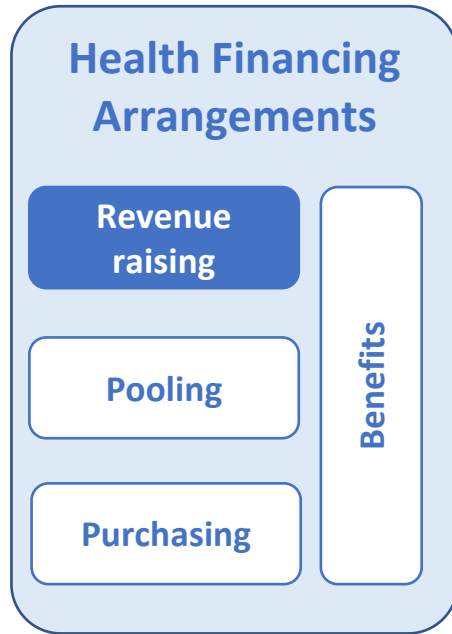 Health Financing
Arrangements
Revenue
raising
Pooling
Purchasing
Benefits